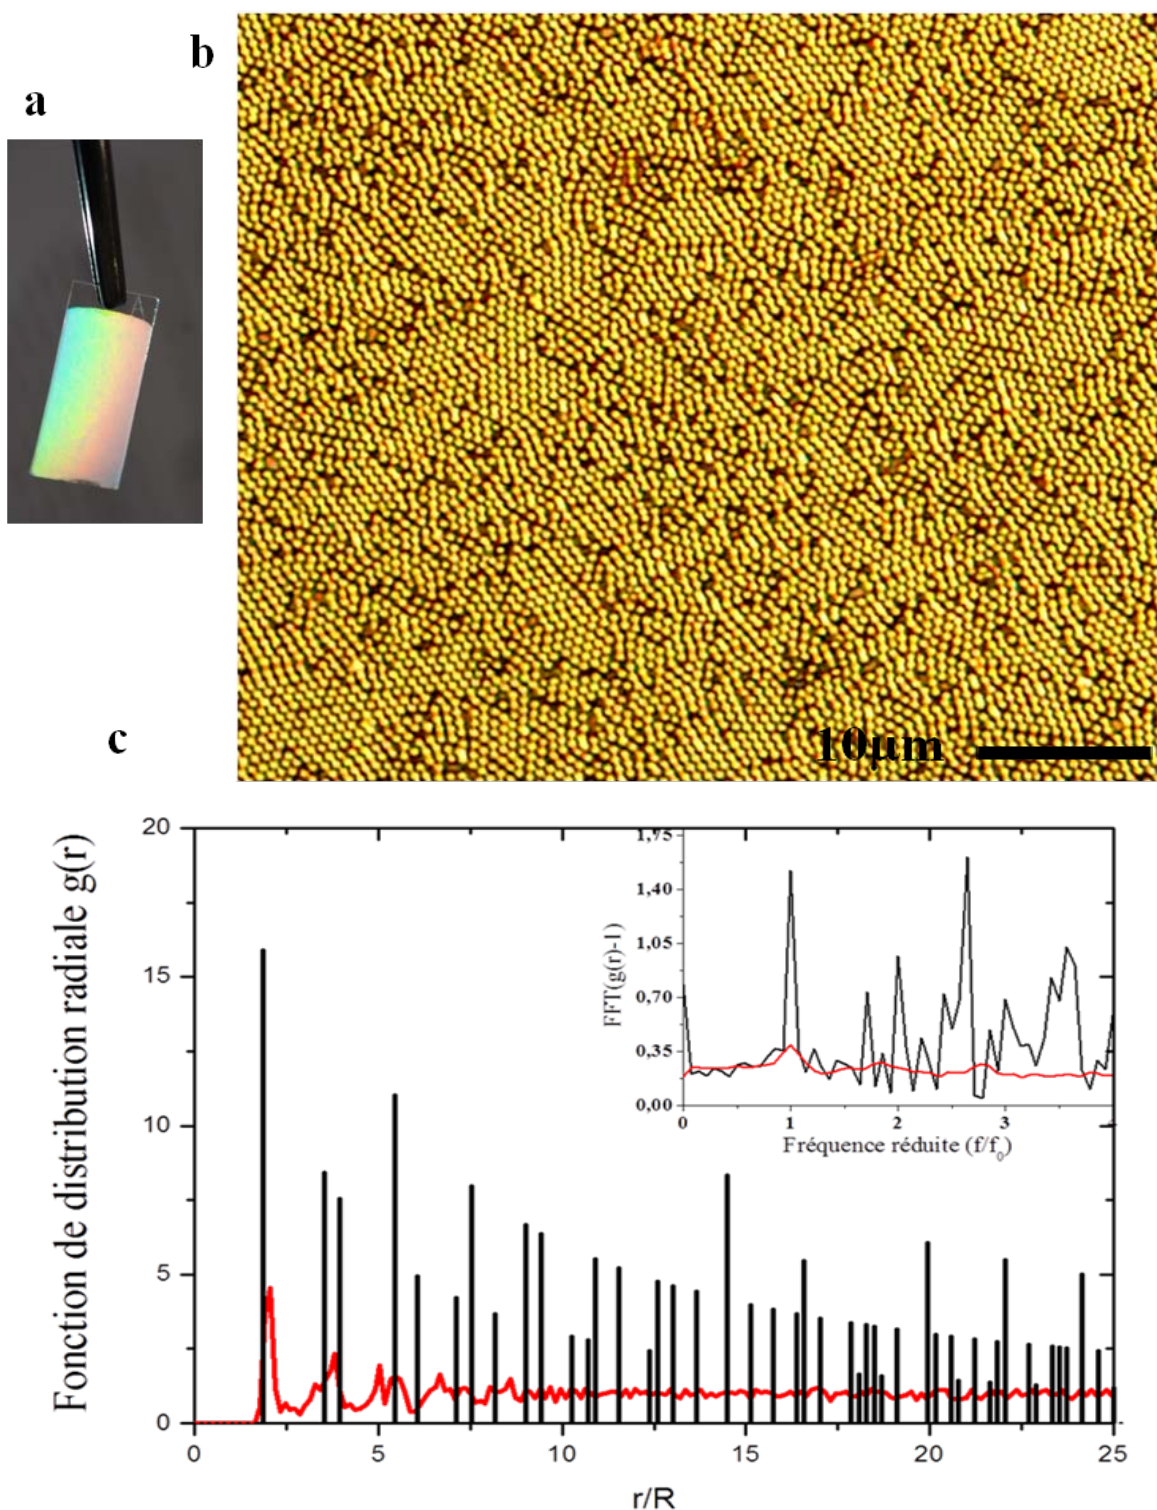 b
a
A
10µm
c
Fonction de distribution radiale g(r)
20
15
10
5
0
0
5
10
15
20
25
r/R
FFT(g(r)-1)
1,75
1,40
1,05
0,70
0,35
0,00
0
1
2
3
Fréquence réduite (f/f₀)